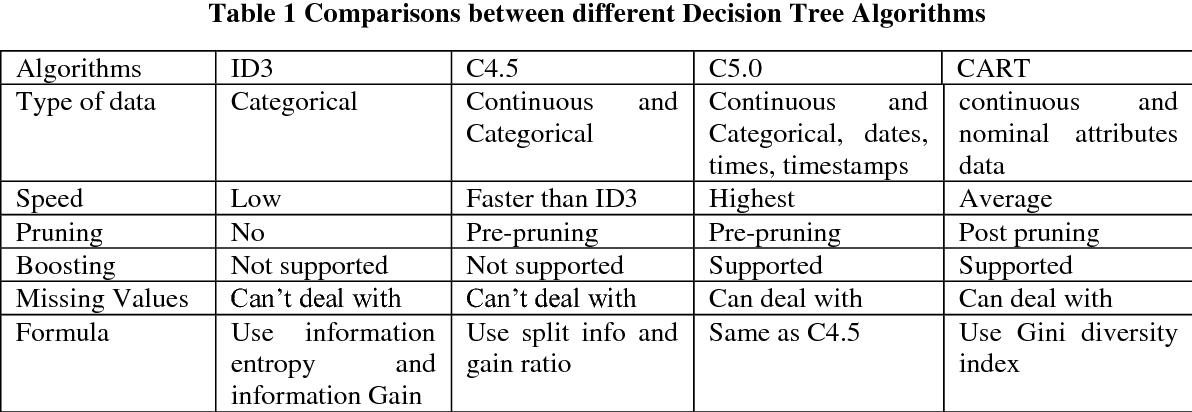 Table 1 Comparisons between different Decision Tree Algorithms
Algorithms ID3 C4.5 C5.0 CART
Type of data Categorical Continuous and Continuous and continuous and
Categorical Categorical, dates, nominal attributes
times, timestamps data
Speed Low Faster than ID3 Highest Average
Pruning No Pre-pruning Pre-pruning Post pruning
Boosting Not supported Not supported Supported Supported
Missing Values Can't deal with Can't deal with Can deal with Can deal with
Formula Use information Use split info and Same as C4.5 Use Gini diversity
entropy and gain ratio index
information Gain